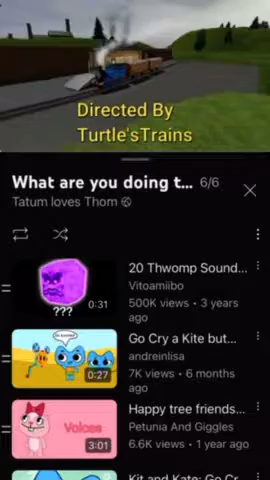 Directed By
Turtle'sTrains
What are you doing t... 6/6
Tatum loves Thom
20 Thwomp Sound...
Vitoamiibo
500K views • 3 years
ago
???
0:31
Go Cry a Kite but...
andreinlisa
7K views • 6 months
ago
0:27
Happy tree friends...
Petunia And Giggles
6.6K views • 1 year ago
Voices
3:01
Kit and Kate: Go Cr...